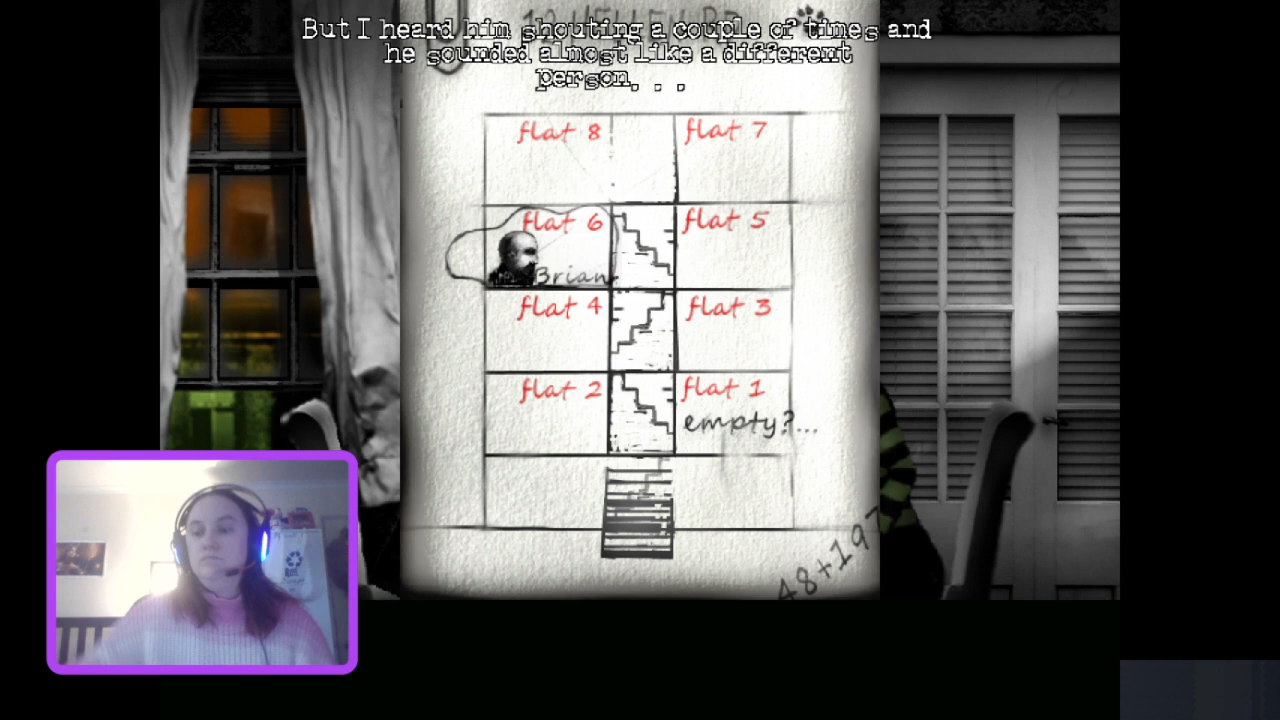 But I heard him shouting a couple of times and
he sounded almost like a different
person. . .
flat 8
flat 7
flat 6
flat 5
Brian
flat 4
flat 3
flat 2
flat 1
empty?...
48+197